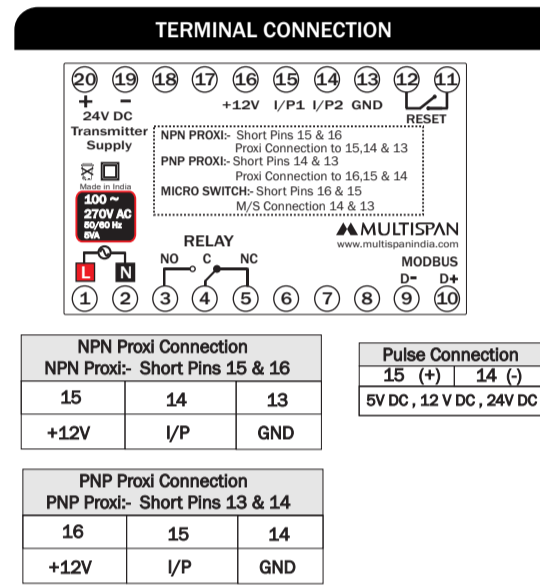 TERMINAL CONNECTION
20 19 18 17 16 15 14 13 12 11
+ - +12V I/P1 I/P2 GND
24V DC RESET
Transmitter
Supply
NPN PROXI:- Short Pins 15 & 16
Proxi Connection to 15,14 & 13
PNP PROXI:- Short Pins 14 & 13
Proxi Connection to 16,15 & 14
MICRO SWITCH:- Short Pins 16 & 15
M/S Connection 14 & 13
Made in India
100 ~
270V AC
50/60 Hz
5VA
MULTISPAN
www.multispanindia.com
RELAY
NO C NC
MODBUS
D- D+
L N
1 2 3 4 5 6 7 8 9 10
NPN Proxi Connection
NPN Proxi:- Short Pins 15 & 16
15 14 13
+12V I/P GND
Pulse Connection
15 (+) 14 (-)
5V DC , 12 V DC , 24V DC
PNP Proxi Connection
PNP Proxi:- Short Pins 13 & 14
16 15 14
+12V I/P GND